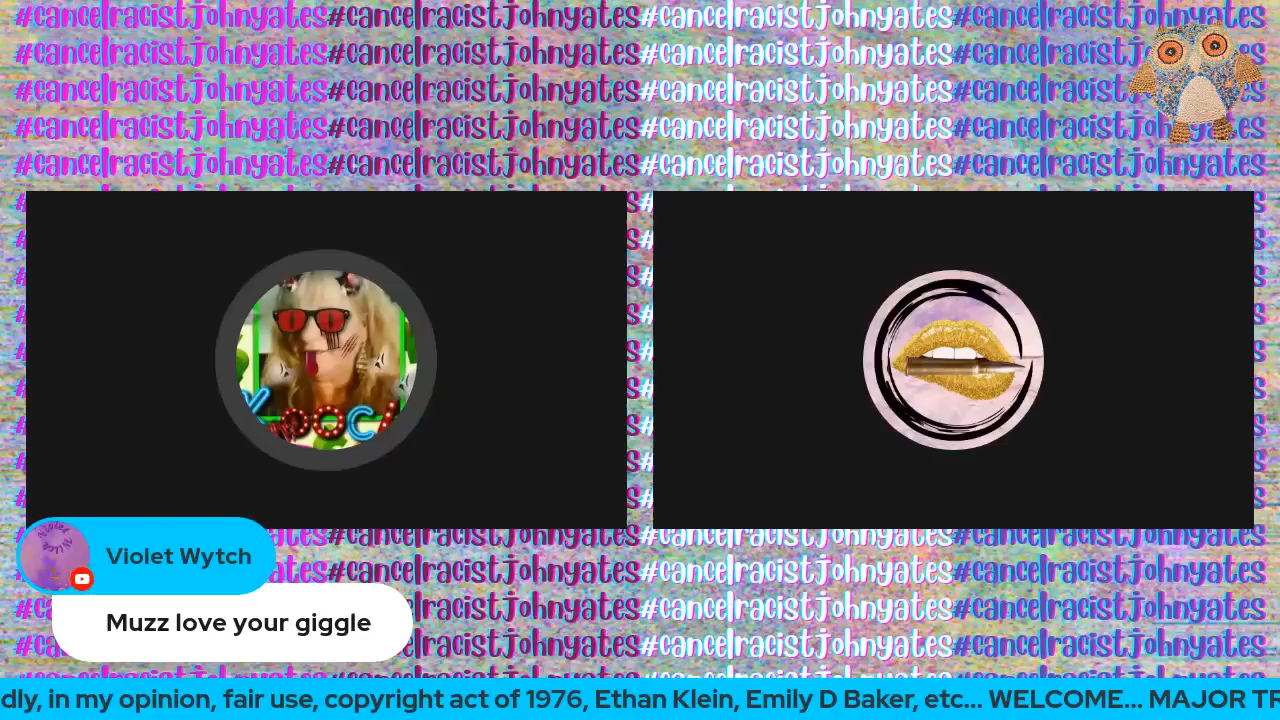 #cancelracistjohnyates#cancelracistjohnyates#cancelracistjohnyates#cancelracistjohnyates
#cancelracistjohnyates#cancelracistjohnyates#cancelracistjohnyates#cancelracistjohnyates
#cancelracistjohnyates#cancelracistjohnyates#cancelracistjohnyates#cancelracistjohnyates
#cancelracistjohnyates#cancelracistjohnyates#cancelracistjohnyates#cancelracistjohnyates
#cancelracistjohnyates#cancelracistjohnyates#cancelracistjohnyates#cancelracistjohnyates
Violet Wytch
Muzz love your giggle
dly, in my opinion, fair use, copyright act of 1976, Ethan Klein, Emily D Baker, etc... WELCOME... MAJOR TR